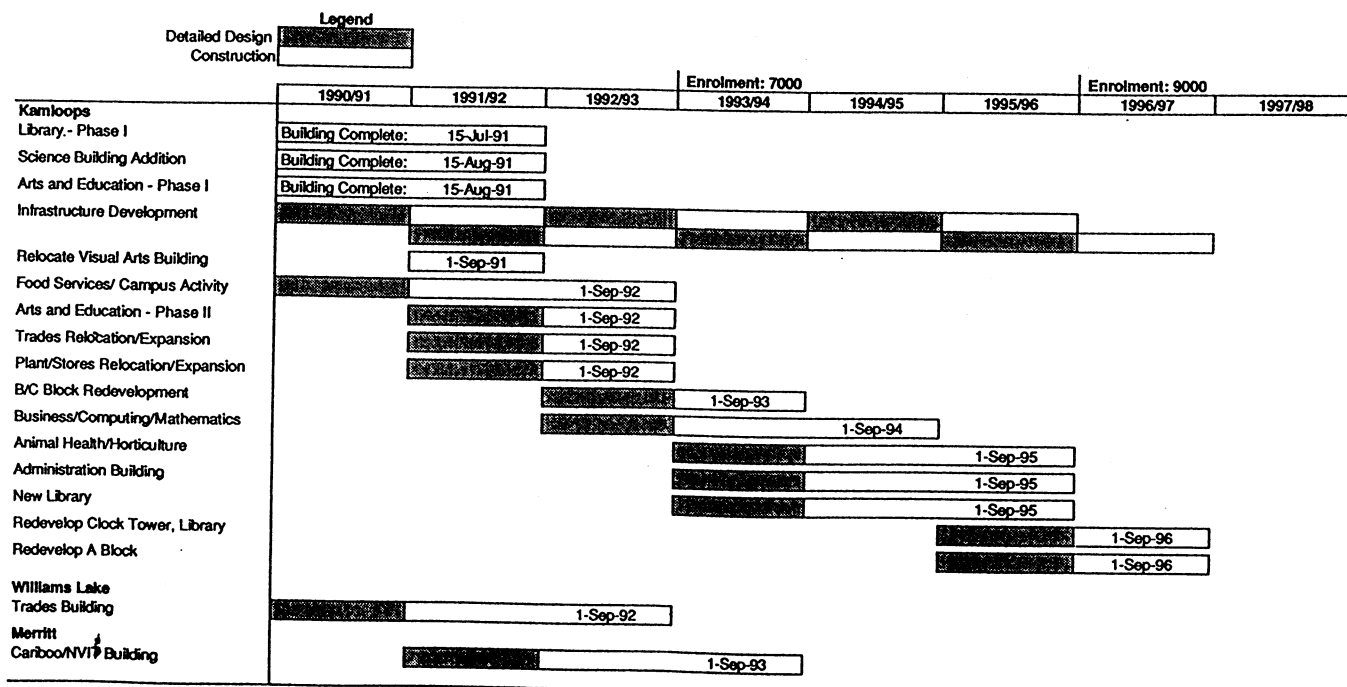 Legend
Detailed Design
Construction
Enrolment: 7000 Enrolment: 9000
1990/91 1991/92 1992/93 1993/94 1994/95 1995/96 1996/97 1997/98
Kamloops
Library.- Phase I Building Complete: 15-Jul-91
Science Building Addition Building Complete: 15-Aug-91
Arts and Education - Phase I Building Complete: 15-Aug-91
Infrastructure Development
Relocate Visual Arts Building 1-Sep-91
Food Services/ Campus Activity 1-Sep-92
Arts and Education - Phase II 1-Sep-92
Trades Relocation/Expansion 1-Sep-92
Plant/Stores Relocation/Expansion 1-Sep-92
B/C Block Redevelopment 1-Sep-93
Business/Computing/Mathematics 1-Sep-94
Animal Health/Horticulture 1-Sep-95
Administration Building 1-Sep-95
New Library 1-Sep-95
Redevelop Clock Tower, Library 1-Sep-96
Redevelop A Block 1-Sep-96
Williams Lake
Trades Building 1-Sep-92
Merritt
Cariboo/NVIT Building 1-Sep-93